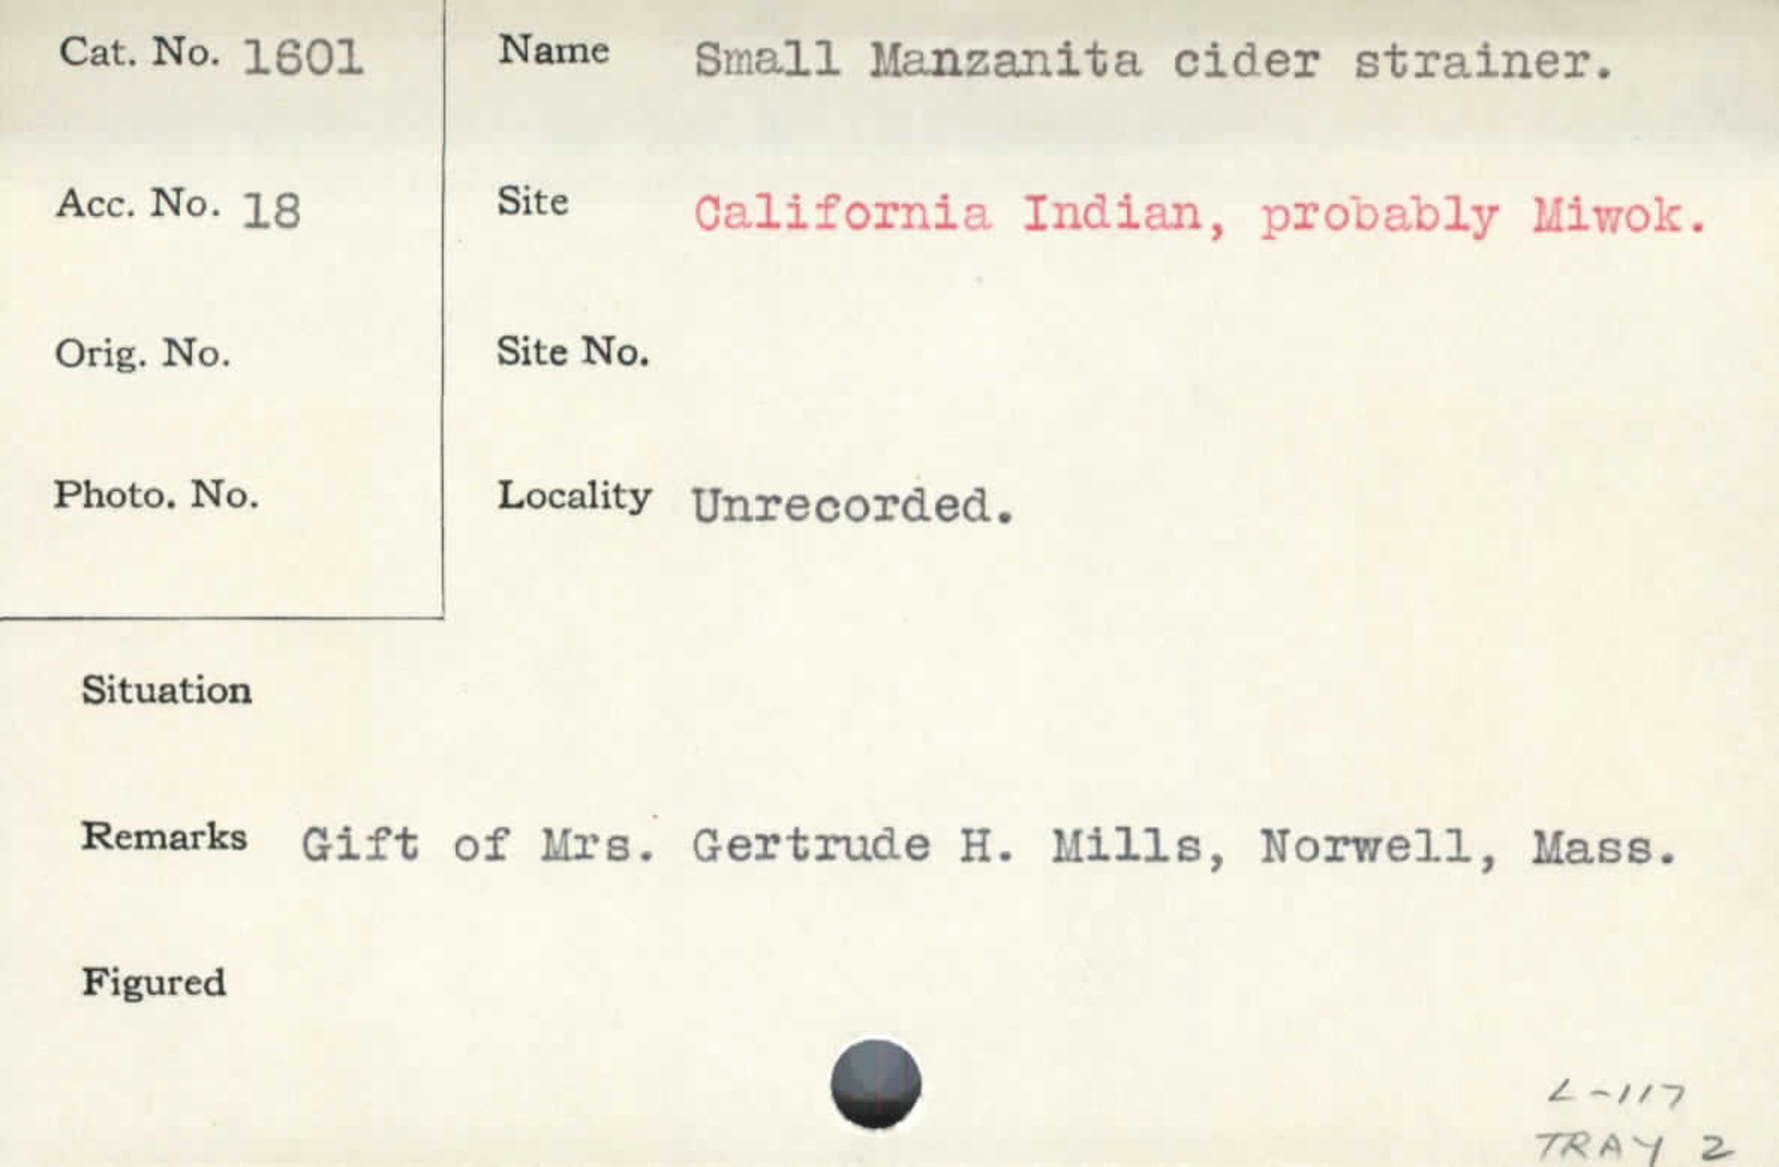 Cat. No. 1601
Name Small Manzanita cider strainer.
Acc. No. 18
Site California Indian, probably Miwok.
Orig. No.
Site No.
Photo. No.
Locality Unrecorded.
Situation
Remarks Gift of Mrs. Gertrude H. Mills, Norwell, Mass.
Figured
L-117
TRAY 2